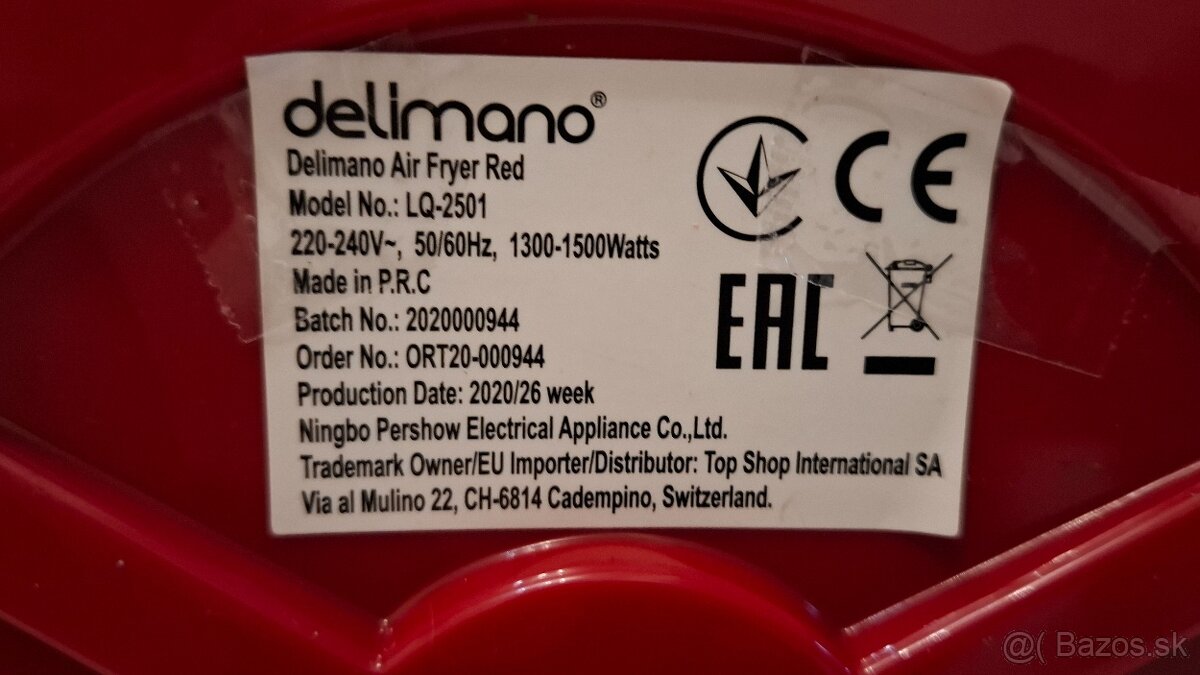 delimano®
Delimano Air Fryer Red
Model No.: LQ-2501
220-240V~, 50/60Hz, 1300-1500Watts
Made in P.R.C
Batch No.: 2020000944
Order No.: ORT20-000944
Production Date: 2020/26 week
Ningbo Pershow Electrical Appliance Co.,Ltd.
Trademark Owner/EU Importer/Distributor: Top Shop International SA
Via al Mulino 22, CH-6814 Cadempino, Switzerland.
CE
EAC
@( Bazos.sk